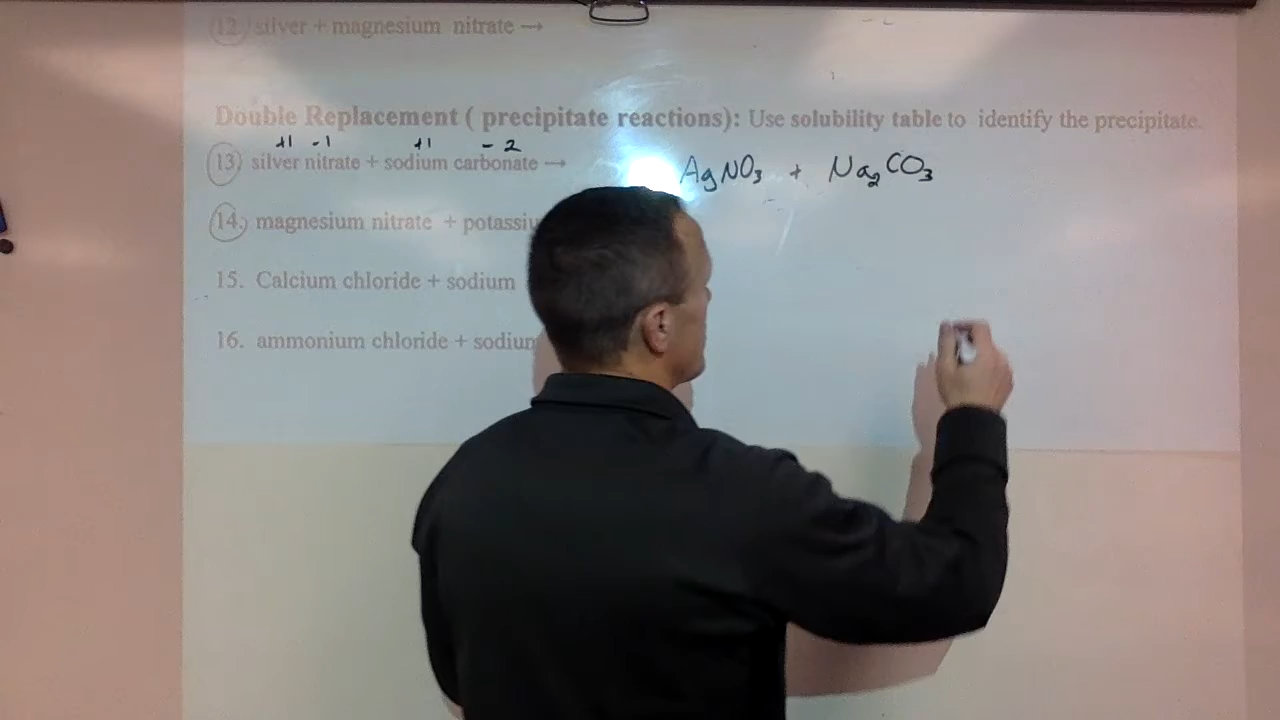 12. silver + magnesium nitrate →
Double Replacement ( precipitate reactions): Use solubility table to identify the precipitate.
+1 -1 +1 -2
13) silver nitrate + sodium carbonate → AgNO₃ + Na₂CO₃
14. magnesium nitrate + potassiu
15. Calcium chloride + sodium
16. ammonium chloride + sodium